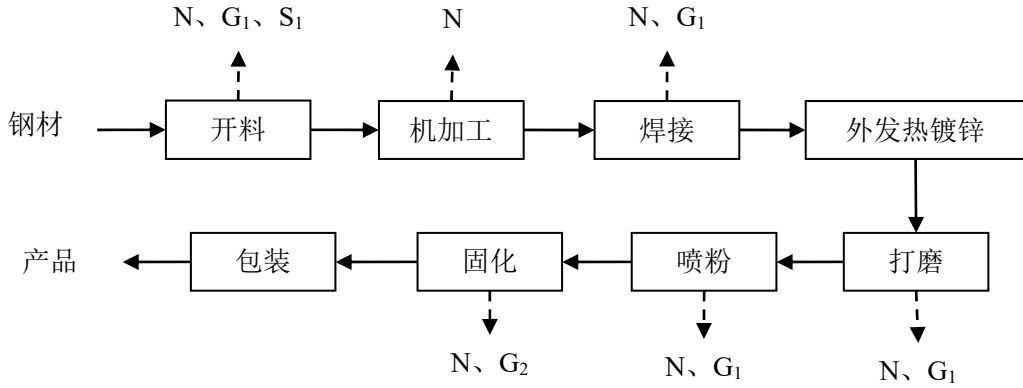 N、G₁、S₁
N
N、G₁
钢材
开料
机加工
焊接
外发热镀锌
产品
包装
固化
喷粉
打磨
N、G₂
N、G₁
N、G₁